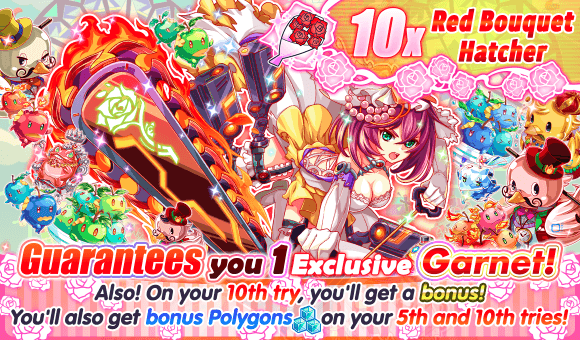 10x Red Bouquet
Hatcher
Guarantees you 1 Exclusive Garnet!
Also! On your 10th try, you'll get a bonus!
You'll also get bonus Polygons on your 5th and 10th tries!